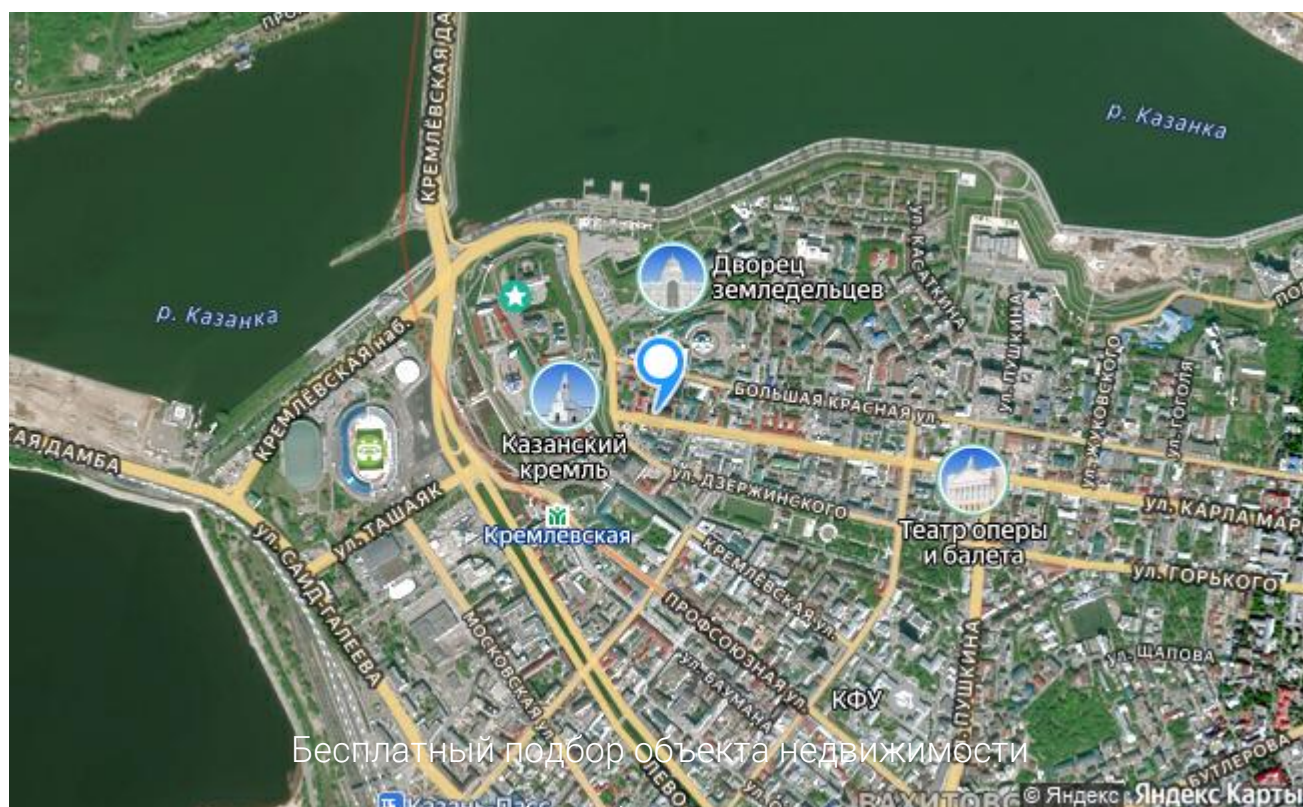 КРЕМЛЁВСКАЯ ДА
р. Казанка
ул. КАСАТКИНА
Дворец
земледельцев
р. Казанка
КРЕМЛЁВСКАЯ наб.
ул. ПУШКИНА
ул. ЖУКОВСКОГО
ул. ГОГОЛЯ
БОЛЬШАЯ КРАСНАЯ ул.
Казанский
кремль
АЯ ДАМБА
ул. ДЗЕРЖИНСКОГО
ул. ТАШАЯК
Кремлёвская
Театр оперы
и балета
ул. КАРЛА МАР
ул. ГОРЬКОГО
КРЕМЛЁВСКАЯ ул.
ул. САИД-ГАЛЕЕВА
ПРОФСОЮЗНАЯ ул.
МОСКОВСКАЯ ул.
ул. БАУМАНА
ул. ЩАПОВА
КФУ
ул. ПУШКИНА
Бесплатный подбор объекта недвижимости
БУТЛЕРОВА
© Яндекс Яндекс Карты